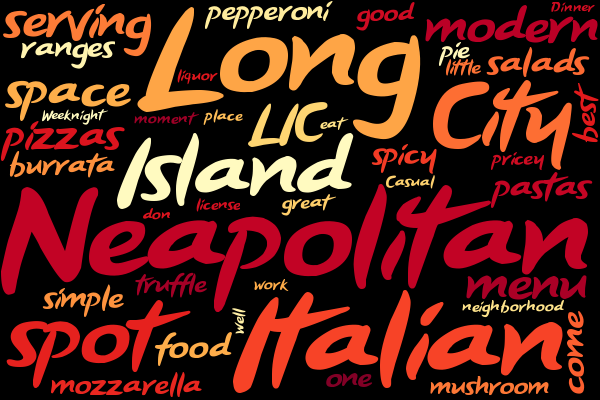 serving
ranges
pepperoni
good
modern
Dinner
Long
pie
little
salads
liquor
space
Weeknight
moment
place
LIC
eat
City
best
pizzas
burrata
Island
spicy
pricey
Casual
pastas
don
license
great
Neapolitan
truffle
work
menu
simple
neighborhood
spot
food
well
Italian
come
mozzarella
one
mushroom